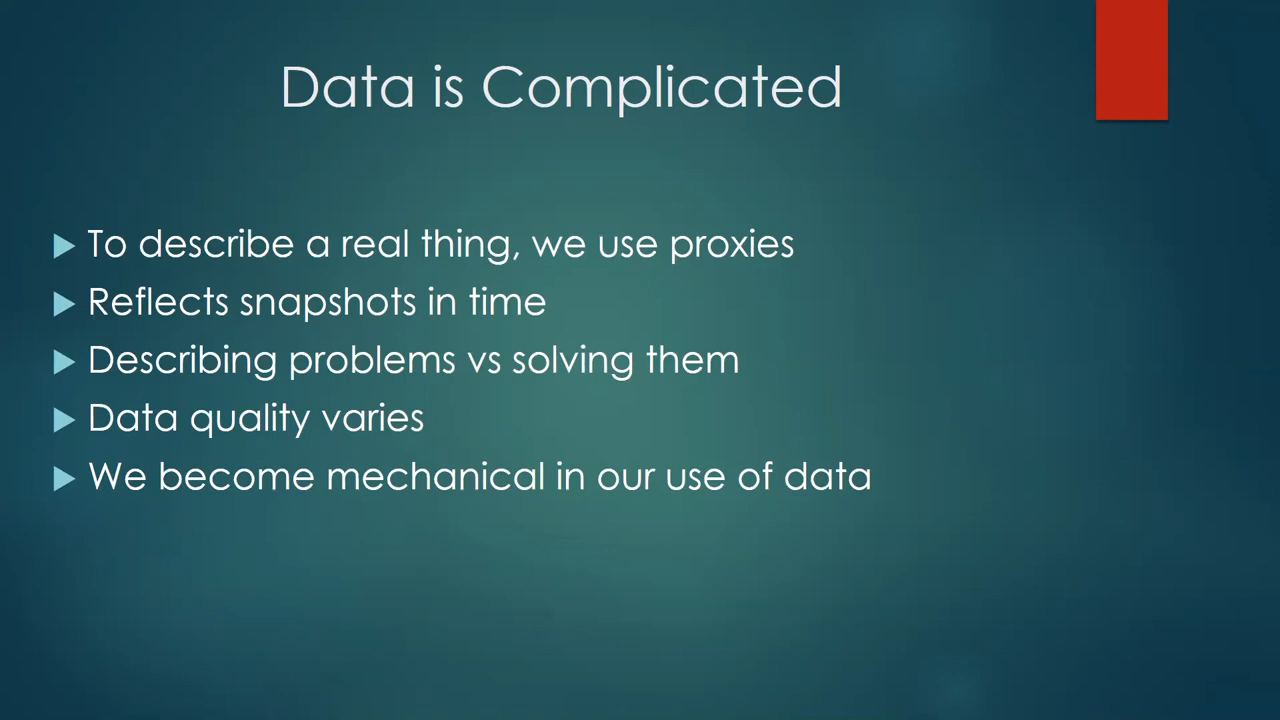 Data is Complicated
To describe a real thing, we use proxies
Reflects snapshots in time
Describing problems vs solving them
Data quality varies
We become mechanical in our use of data